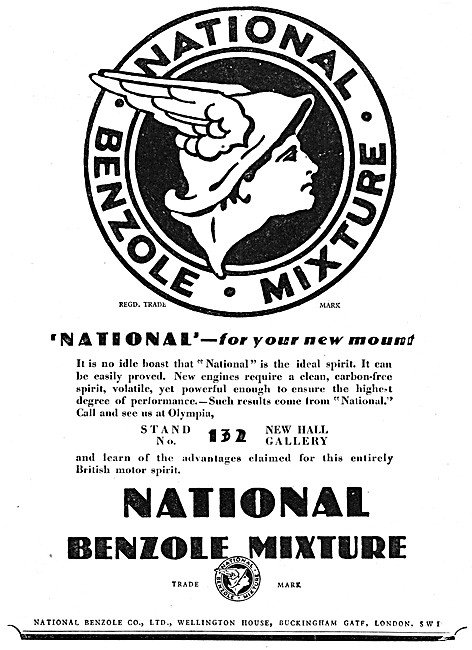 NATIONAL
BENZOLE MIXTURE
REGD. TRADE MARK
'NATIONAL'—for your new mount
It is no idle boast that "National" is the ideal spirit. It can
be easily proved. New engines require a clean, carbon-free
spirit, volatile, yet powerful enough to ensure the highest
degree of performance.—Such results come from "National."
Call and see us at Olympia,
STAND No. 132 NEW HALL GALLERY
and learn of the advantages claimed for this entirely
British motor spirit.
NATIONAL
BENZOLE MIXTURE
NATIONAL
BENZOLE MIXTURE
TRADE MARK
NATIONAL BENZOLE CO., LTD., WELLINGTON HOUSE, BUCKINGHAM GATE, LONDON, SW1